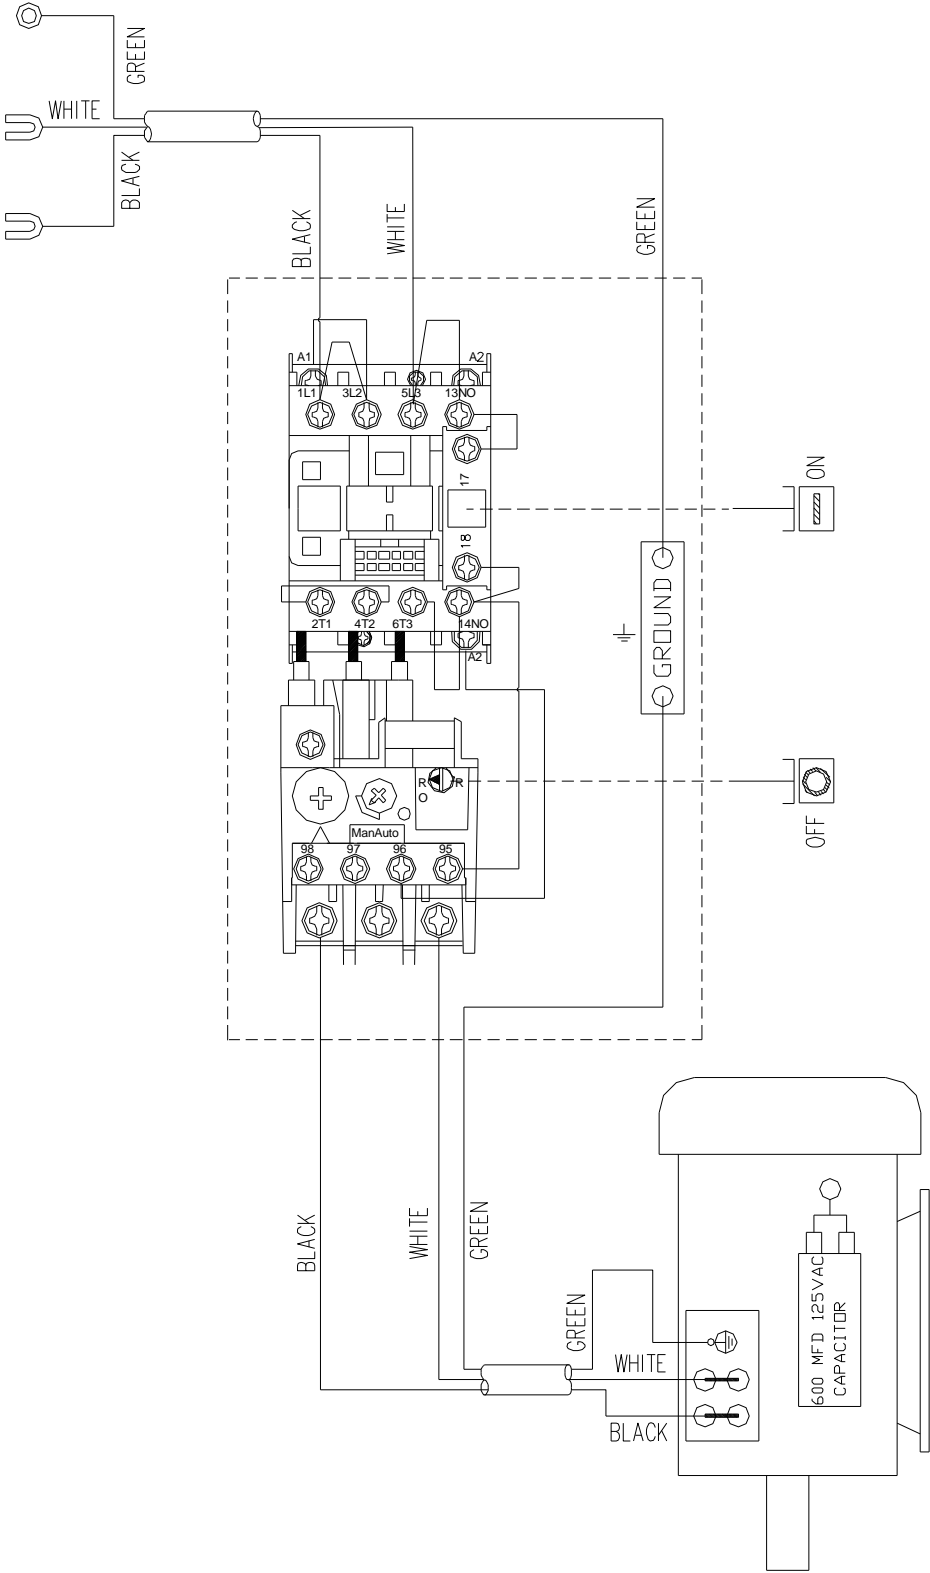 GREEN
WHITE
BLACK
BLACK
WHITE
GREEN
A1
A2
1L1
3L2
5L3
13NO
17
18
ON
2T1
4T2
6T3
14NO
A2
GROUND
R
R
O
OFF
ManAuto
98
97
96
95
BLACK
WHITE
GREEN
GREEN
WHITE
BLACK
600 MFD 125VAC
CAPACITOR